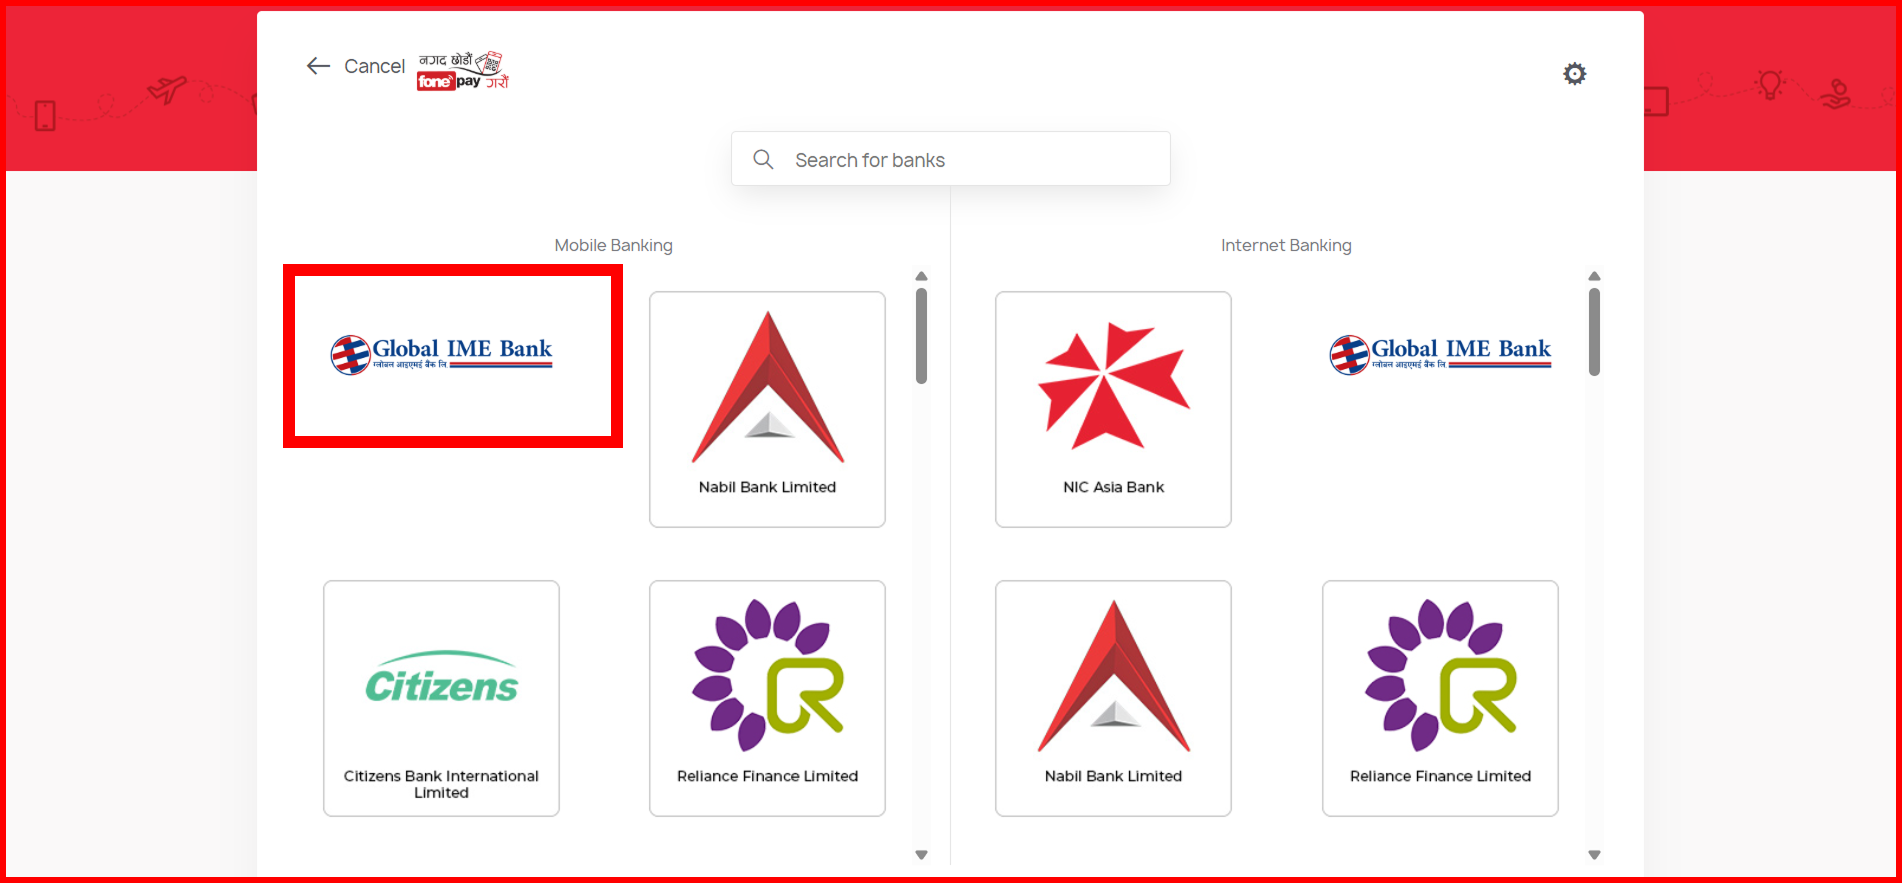 Cancel
नगद छोडौं
fonepay गरौं
Search for banks
Mobile Banking
Internet Banking
Global IME Bank
ग्लोबल आइएमई बैंक लि.
Nabil Bank Limited
NIC Asia Bank
Global IME Bank
ग्लोबल आइएमई बैंक लि.
Citizens
Citizens Bank International
Limited
Reliance Finance Limited
Nabil Bank Limited
Reliance Finance Limited